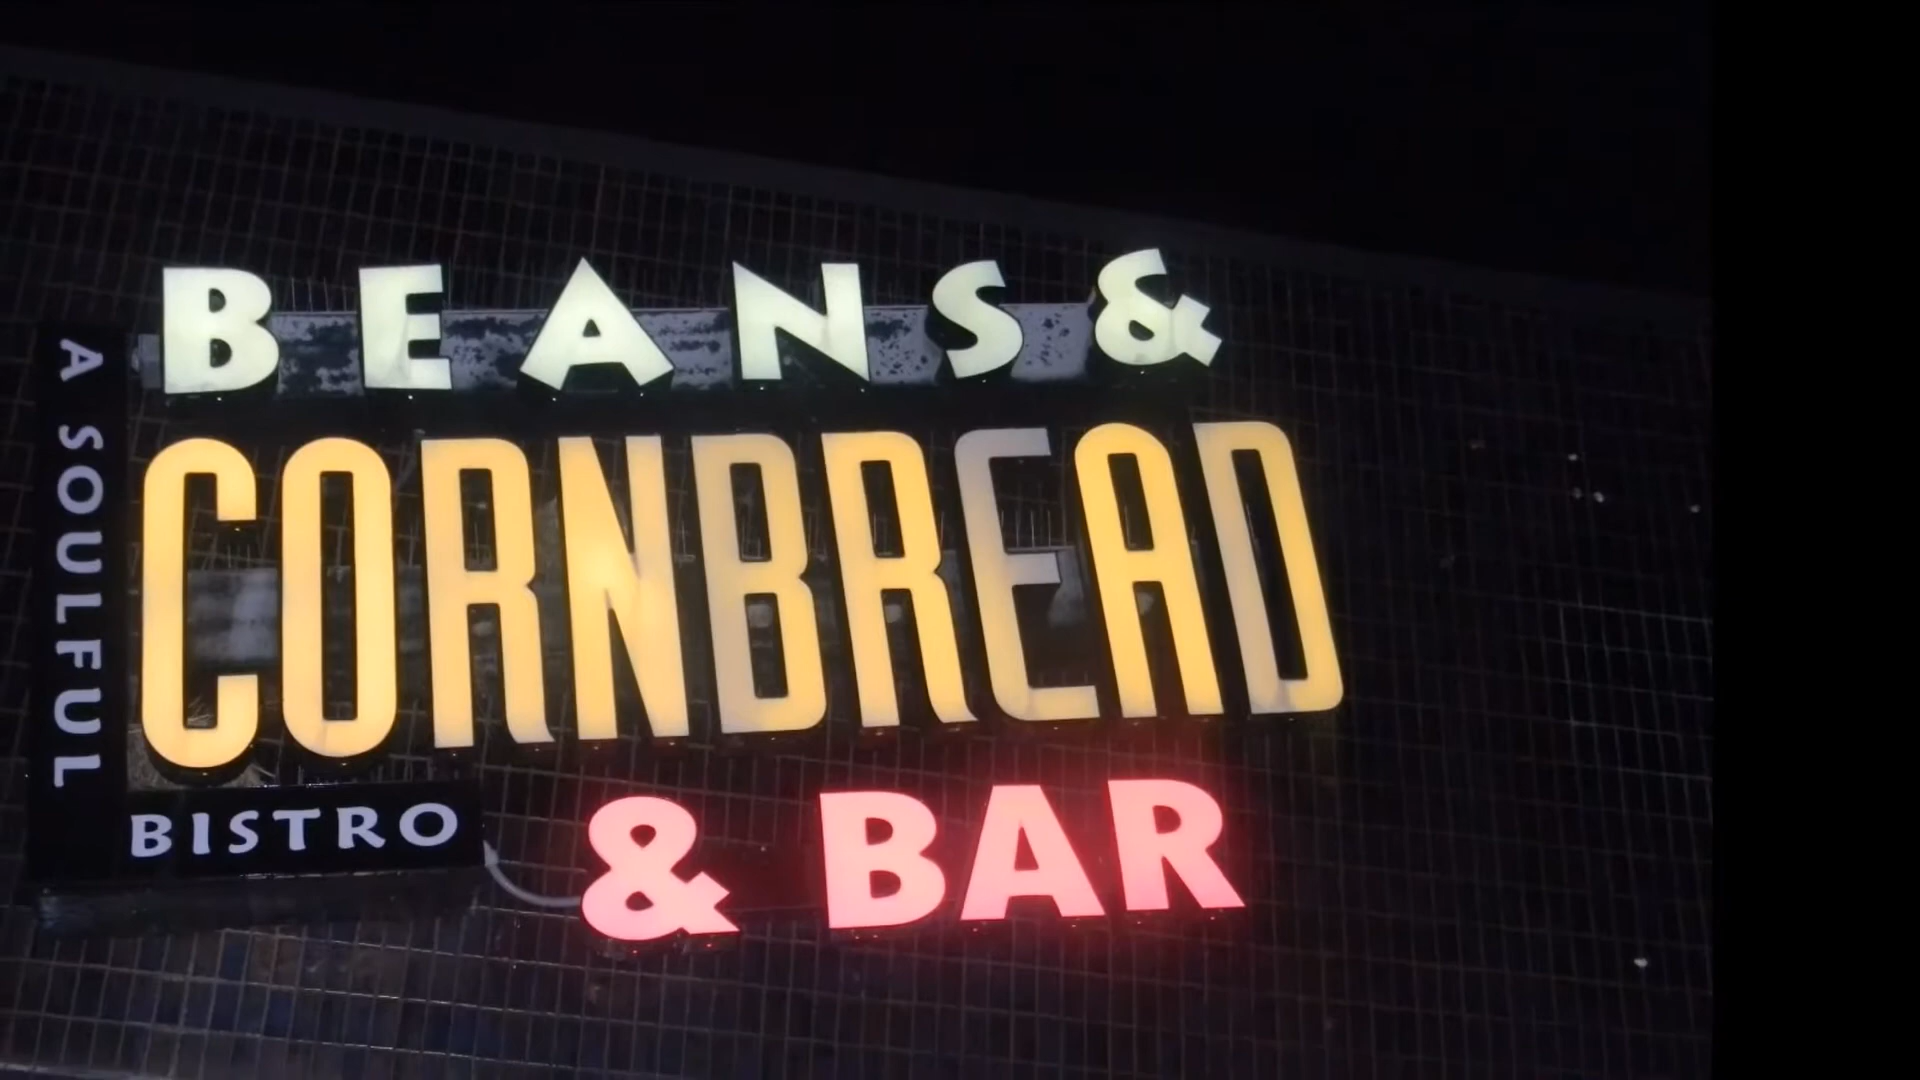 BEANS &
CORNBREAD
& BAR
A SOULFUL
BISTRO